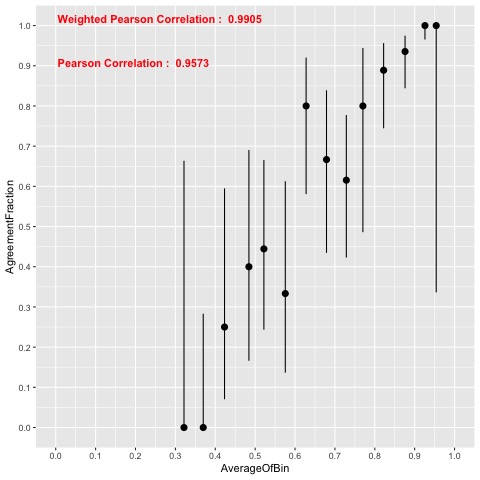 Weighted Pearson Correlation : 0.9905
Pearson Correlation : 0.9573
1.0
0.9
0.8
0.7
0.6
0.5
0.4
0.3
0.2
0.1
0.0
AgreementFraction
0.0 0.1 0.2 0.3 0.4 0.5 0.6 0.7 0.8 0.9 1.0
AverageOfBin